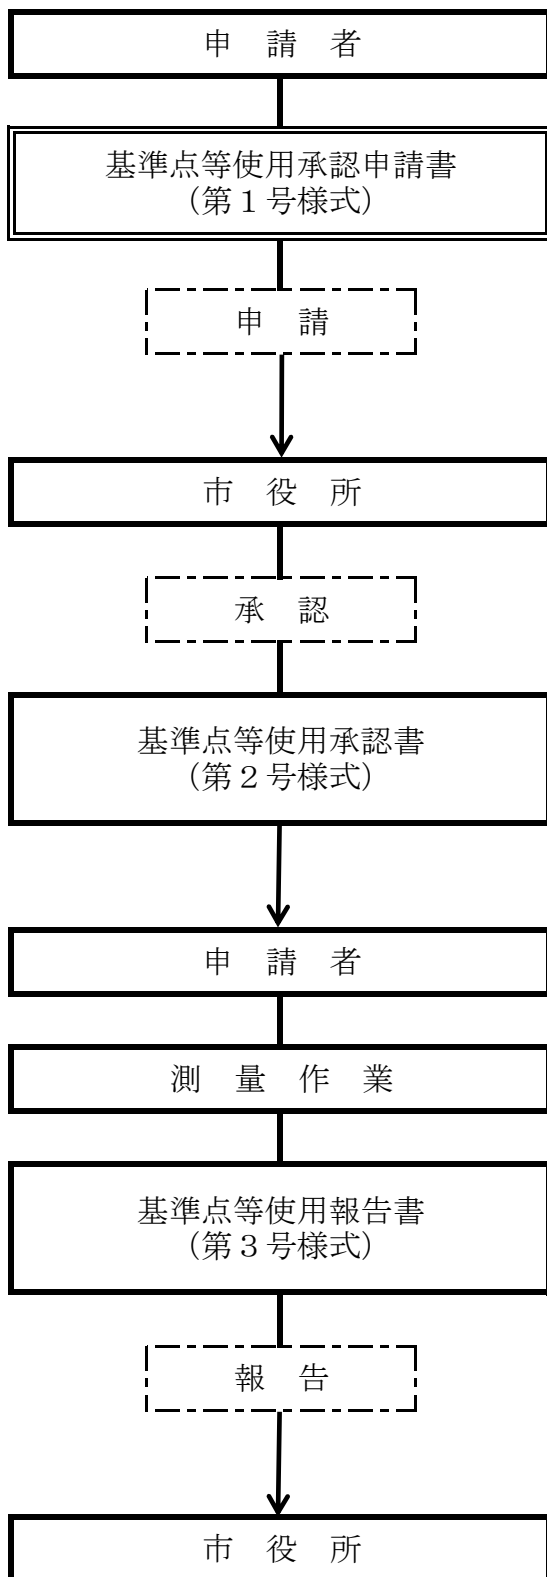 申　請　者
基準点等使用承認申請書
（第１号様式）
申　請
市　役　所
承　認
基準点等使用承認書
（第２号様式）
申　請　者
測　量　作　業
基準点等使用報告書
（第３号様式）
報　告
市　役　所